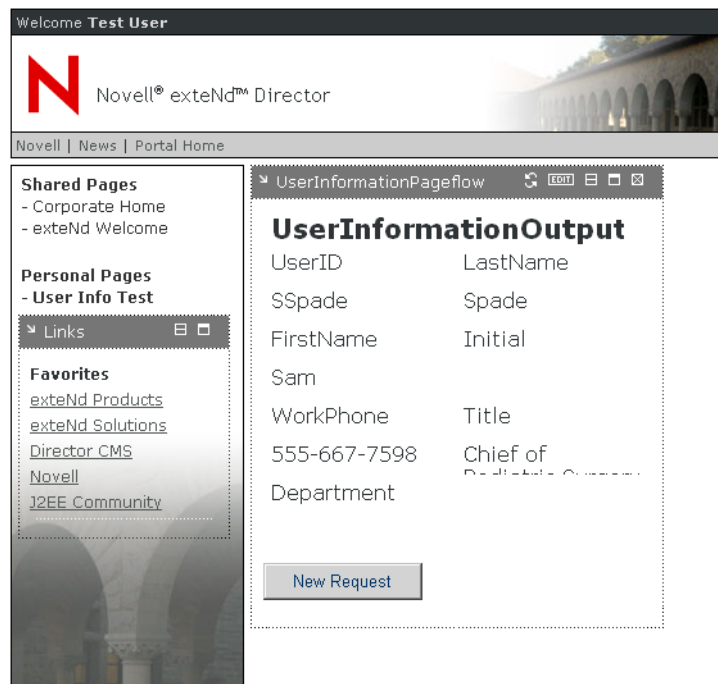 Welcome Test User
N
Novell® exteNd™ Director
Novell | News | Portal Home
Shared Pages
- Corporate Home
- exteNd Welcome
Personal Pages
- User Info Test
Links
Favorites
exteNd Products
exteNd Solutions
Director CMS
Novell
J2EE Community
UserInformationPageflow EDIT
UserInformationOutput
UserID LastName
SSpade Spade
FirstName Initial
Sam
WorkPhone Title
555-667-7598 Chief of
Pediatric Surgery
Department
New Request